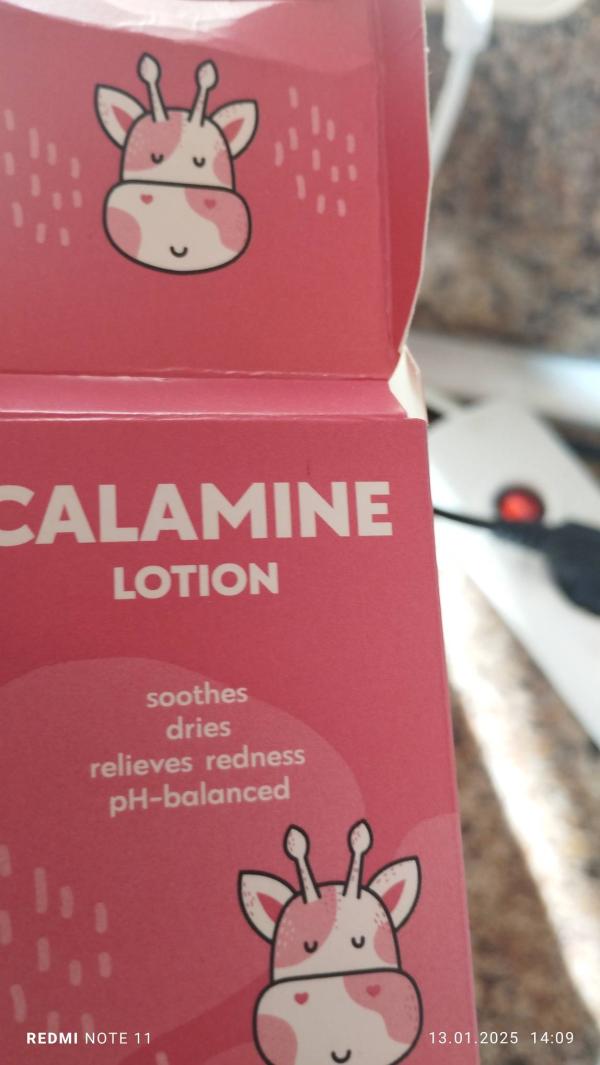 CALAMINE
LOTION
soothes
dries
relieves redness
pH-balanced
REDMI NOTE 11
13.01.2025 14:09